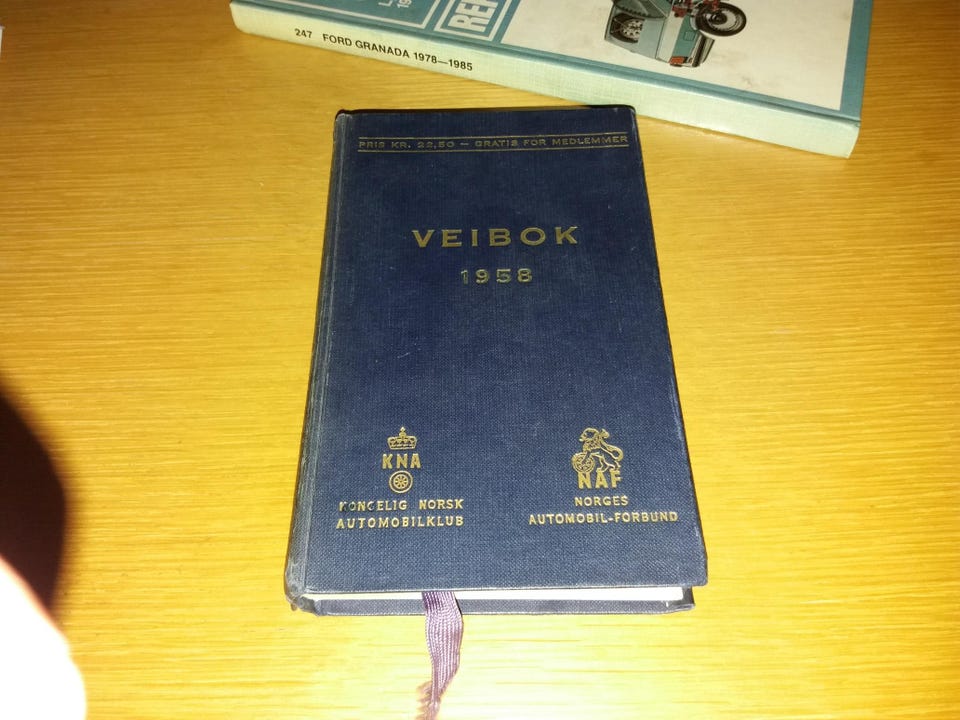 247 FORD GRANADA 1978—1985
PRIS KR. 22,50 — GRATIS FOR MEDLEMMER
VEIBOK
1958
KNA
KONGELIG NORSK
AUTOMOBILKLUB
NAF
NORGES
AUTOMOBIL-FORBUND